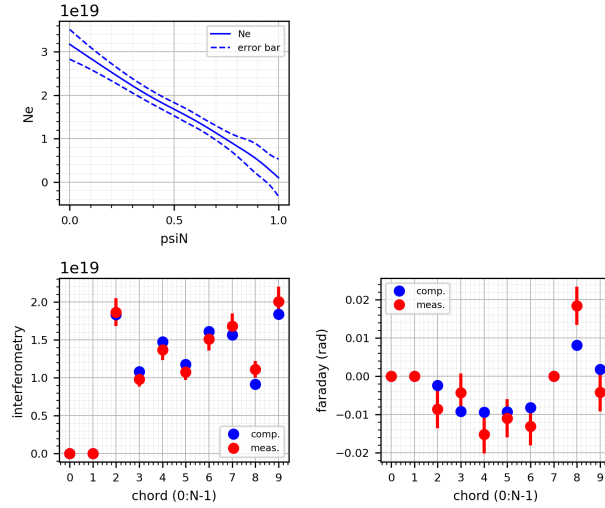 1e19
Ne
error bar
3
2
1
0
Ne
0.0 0.5 1.0
psiN
1e19
2.0
1.5
1.0
0.5
0.0
interferometry
comp.
meas.
0 1 2 3 4 5 6 7 8 9
chord (0:N-1)
comp.
meas.
0.02
0.01
0.00
−0.01
−0.02
faraday (rad)
0 1 2 3 4 5 6 7 8 9
chord (0:N-1)